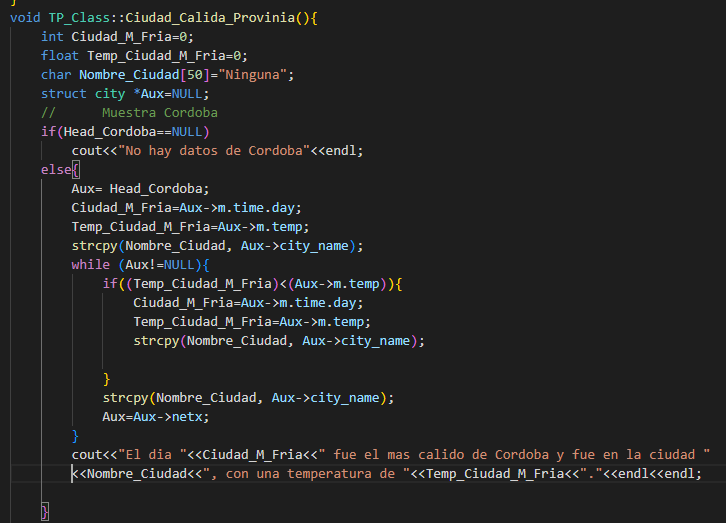 }
void TP_Class::Ciudad_Calida_Provinia(){
    int Ciudad_M_Fria=0;
    float Temp_Ciudad_M_Fria=0;
    char Nombre_Ciudad[50]="Ninguna";
    struct city *Aux=NULL;
    //      Muestra Cordoba
    if(Head_Cordoba==NULL)
        cout<<"No hay datos de Cordoba"<<endl;
    else{
        Aux= Head_Cordoba;
        Ciudad_M_Fria=Aux->m.time.day;
        Temp_Ciudad_M_Fria=Aux->m.temp;
        strcpy(Nombre_Ciudad, Aux->city_name);
        while (Aux!=NULL){
            if((Temp_Ciudad_M_Fria)<(Aux->m.temp)){
                Ciudad_M_Fria=Aux->m.time.day;
                Temp_Ciudad_M_Fria=Aux->m.temp;
                strcpy(Nombre_Ciudad, Aux->city_name);
            }
            strcpy(Nombre_Ciudad, Aux->city_name);
            Aux=Aux->netx;
        }
        cout<<"El dia "<<Ciudad_M_Fria<<" fue el mas calido de Cordoba y fue en la ciudad "
        <<Nombre_Ciudad<<", con una temperatura de "<<Temp_Ciudad_M_Fria<<"."<<endl<<endl;
    }